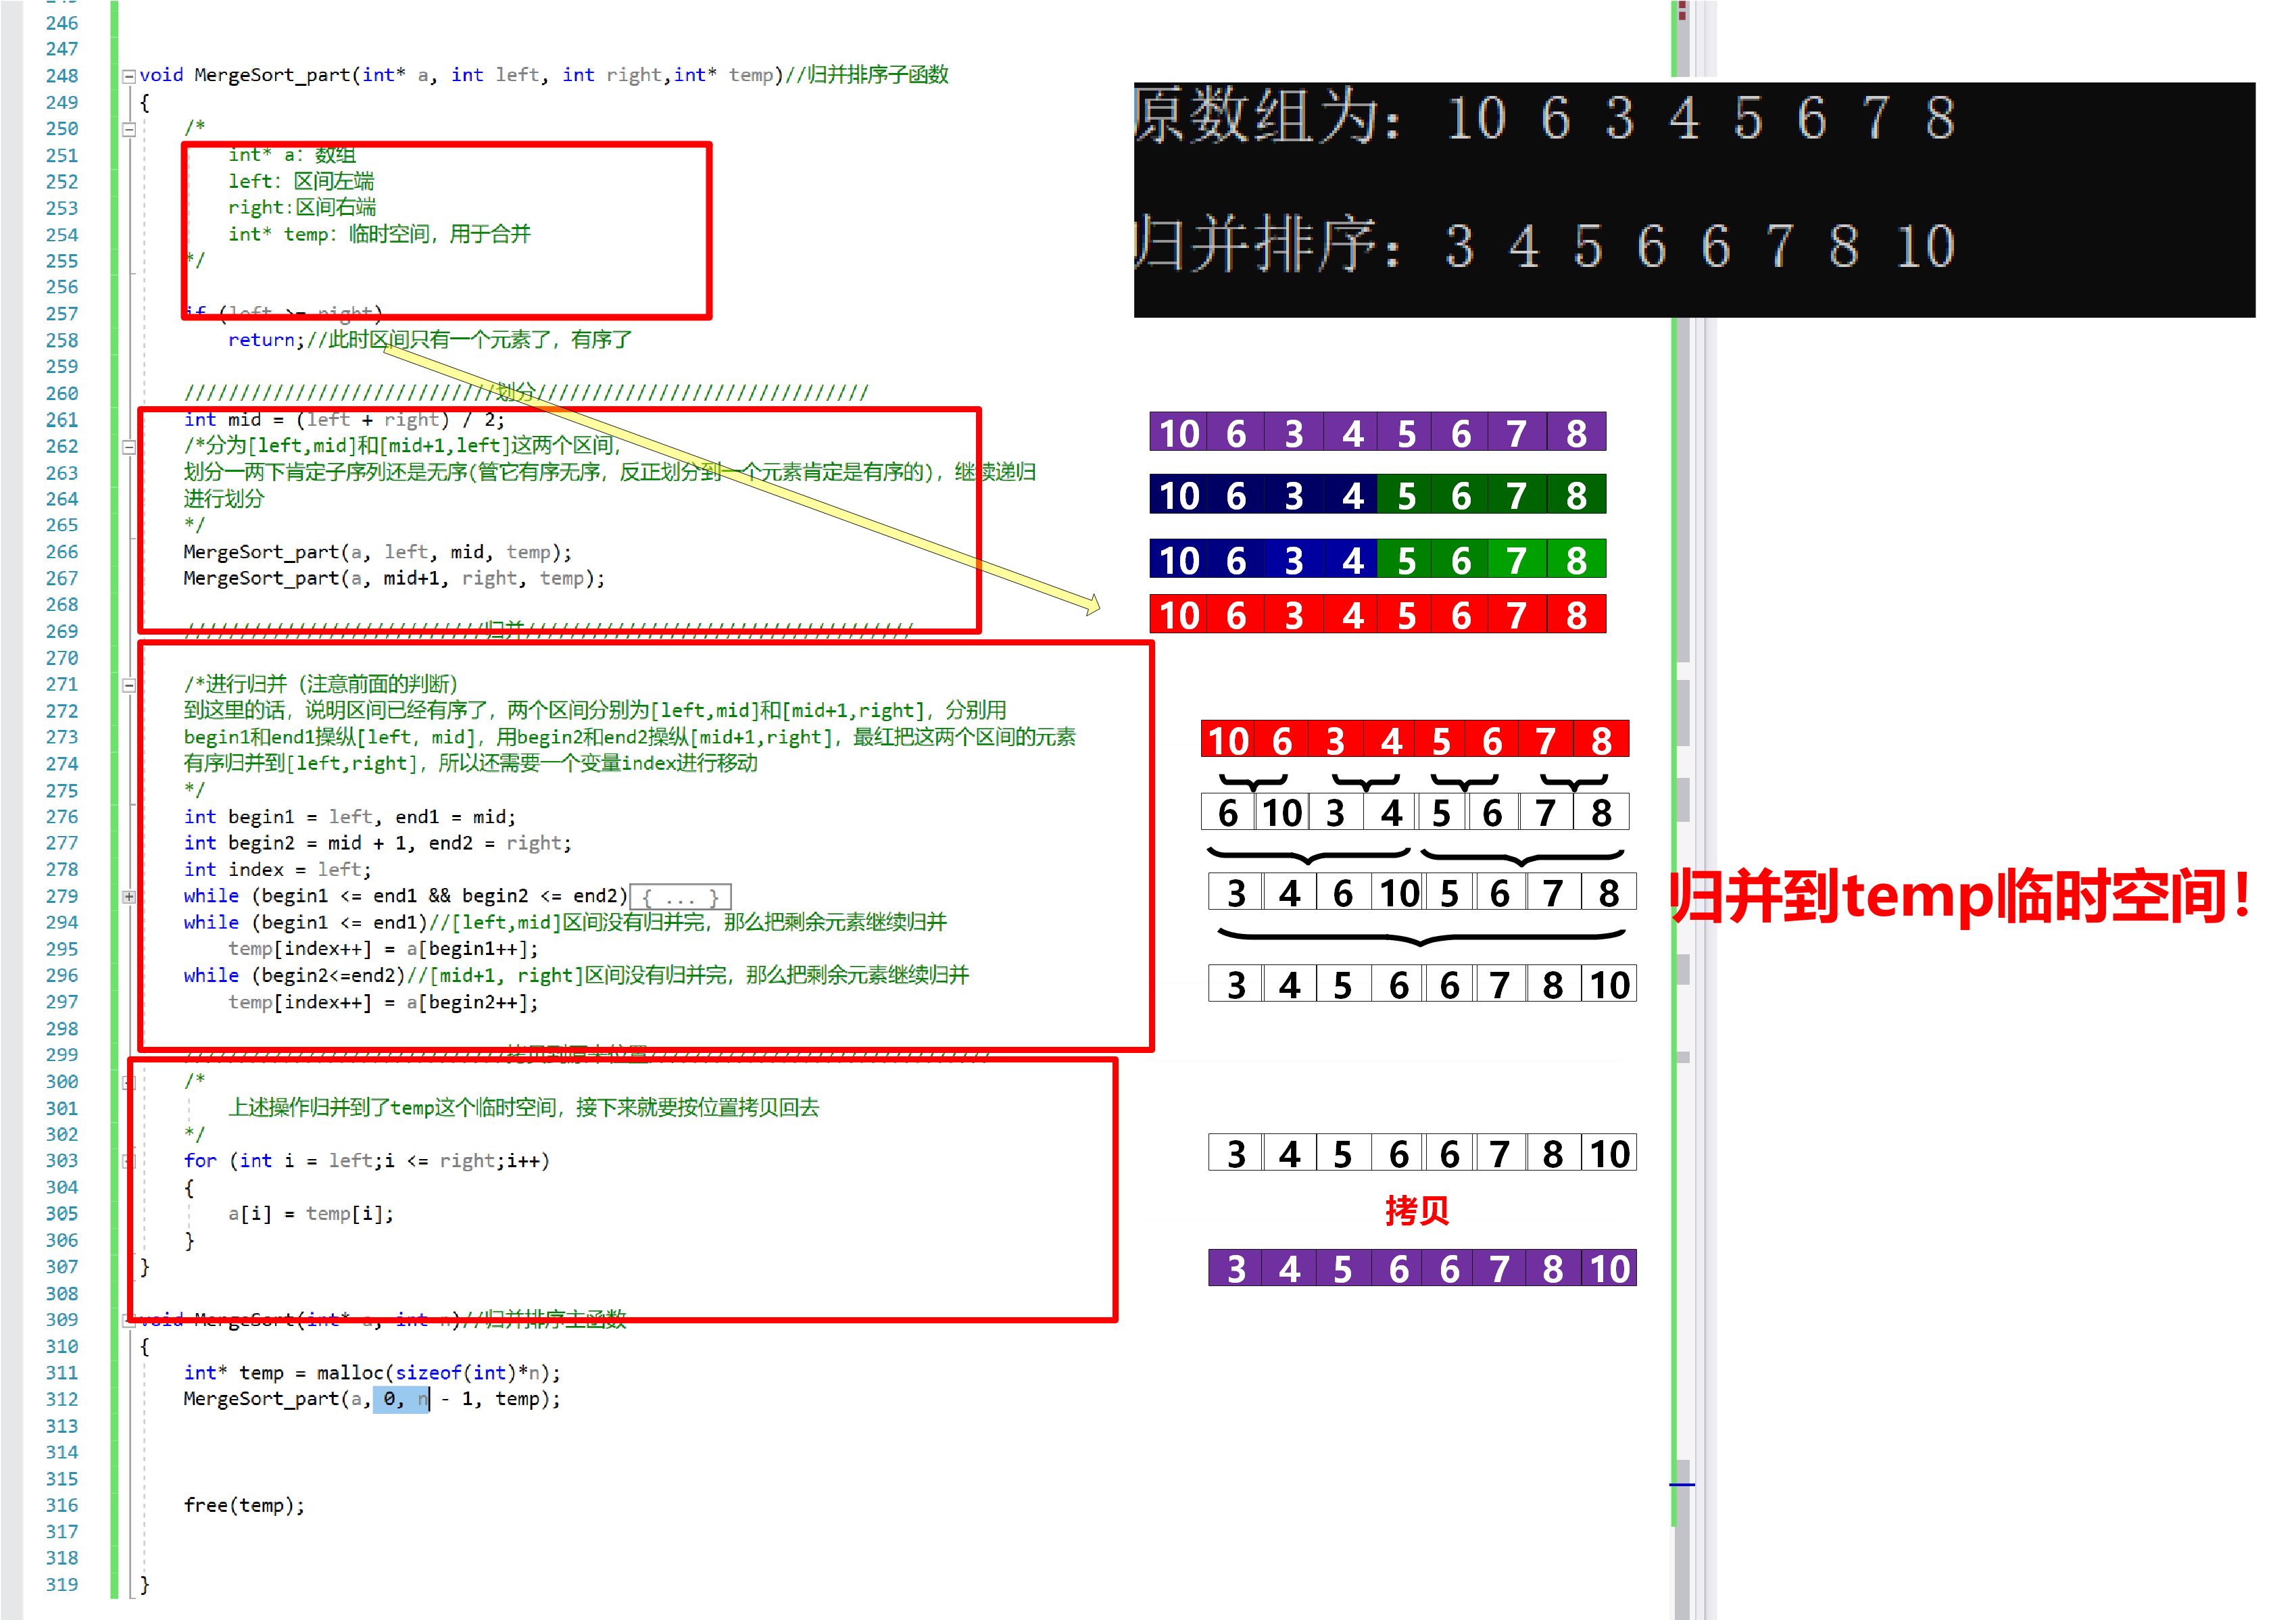 246
247
248 void MergeSort_part(int* a, int left, int right,int* temp)//归并排序子函数
249 {
250 /*
251 int* a：数组
252 left：区间左端
253 right:区间右端
254 int* temp：临时空间，用于合并
255 */
256
257 if (left >= right)
258 return;//此时区间只有一个元素了，有序了
259
260 ////////////////////////////划分//////////////////////////////
261 int mid = (left + right) / 2;
262 /*分为[left,mid]和[mid+1,left]这两个区间，
263 划分一两下肯定子序列还是无序(管它有序无序，反正划分到一个元素肯定是有序的)，继续递归
264 进行划分
265 */
266 MergeSort_part(a, left, mid, temp);
267 MergeSort_part(a, mid+1, right, temp);
268
269 ///////////////////////////归并///////////////////////////////////
270
271 /*进行归并（注意前面的判断）
272 到这里的话，说明区间已经有序了，两个区间分别为[left,mid]和[mid+1,right]，分别用
273 begin1和end1操纵[left, mid]，用begin2和end2操纵[mid+1,right]，最红把这两个区间的元素
274 有序归并到[left,right]，所以还需要一个变量index进行移动
275 */
276 int begin1 = left, end1 = mid;
277 int begin2 = mid + 1, end2 = right;
278 int index = left;
279 while (begin1 <= end1 && begin2 <= end2){ ... }
294 while (begin1 <= end1)//[left,mid]区间没有归并完，那么把剩余元素继续归并
295 temp[index++] = a[begin1++];
296 while (begin2<=end2)//[mid+1, right]区间没有归并完，那么把剩余元素继续归并
297 temp[index++] = a[begin2++];
298
299 /////////////////////////////拷贝到原来位置///////////////////////////////
300 /*
301 上述操作归并到了temp这个临时空间，接下来就要按位置拷贝回去
302 */
303 for (int i = left;i <= right;i++)
304 {
305 a[i] = temp[i];
306 }
307 }
308
309 void MergeSort(int* a, int n)//归并排序主函数
310 {
311 int* temp = malloc(sizeof(int)*n);
312 MergeSort_part(a, 0, n - 1, temp);
313
314
315
316 free(temp);
317
318
319 }
原数组为：10 6 3 4 5 6 7 8
归并排序：3 4 5 6 6 7 8 10
10 6 3 4 5 6 7 8
10 6 3 4 5 6 7 8
10 6 3 4 5 6 7 8
10 6 3 4 5 6 7 8
10 6 3 4 5 6 7 8
6 10 3 4 5 6 7 8
3 4 6 10 5 6 7 8
归并到temp临时空间！
3 4 5 6 6 7 8 10
3 4 5 6 6 7 8 10
拷贝
3 4 5 6 6 7 8 10